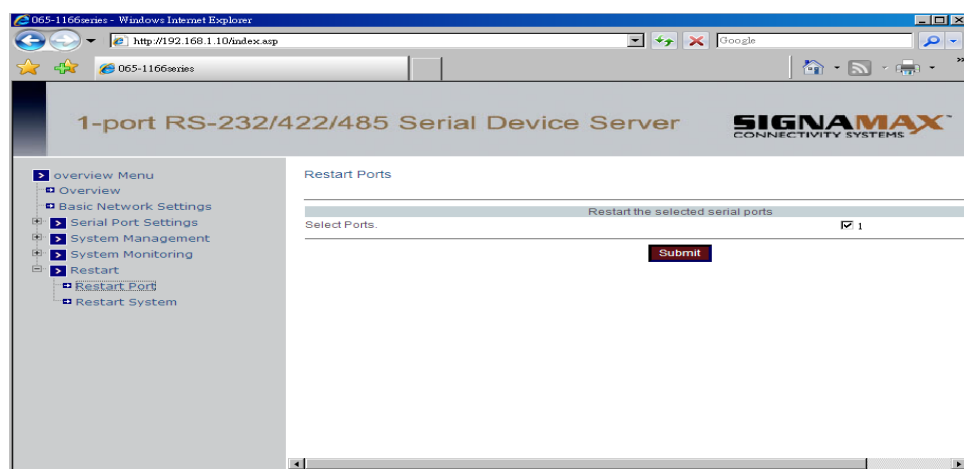 065-1166series - Windows Internet Explorer
http://192.168.1.10/index.asp
Google
065-1166series
1-port RS-232/422/485 Serial Device Server
SIGNAMAX
CONNECTIVITY SYSTEMS
overview Menu
Overview
Basic Network Settings
Serial Port Settings
System Management
System Monitoring
Restart
Restart Port
Restart System
Restart Ports
Restart the selected serial ports
Select Ports.
1
Submit